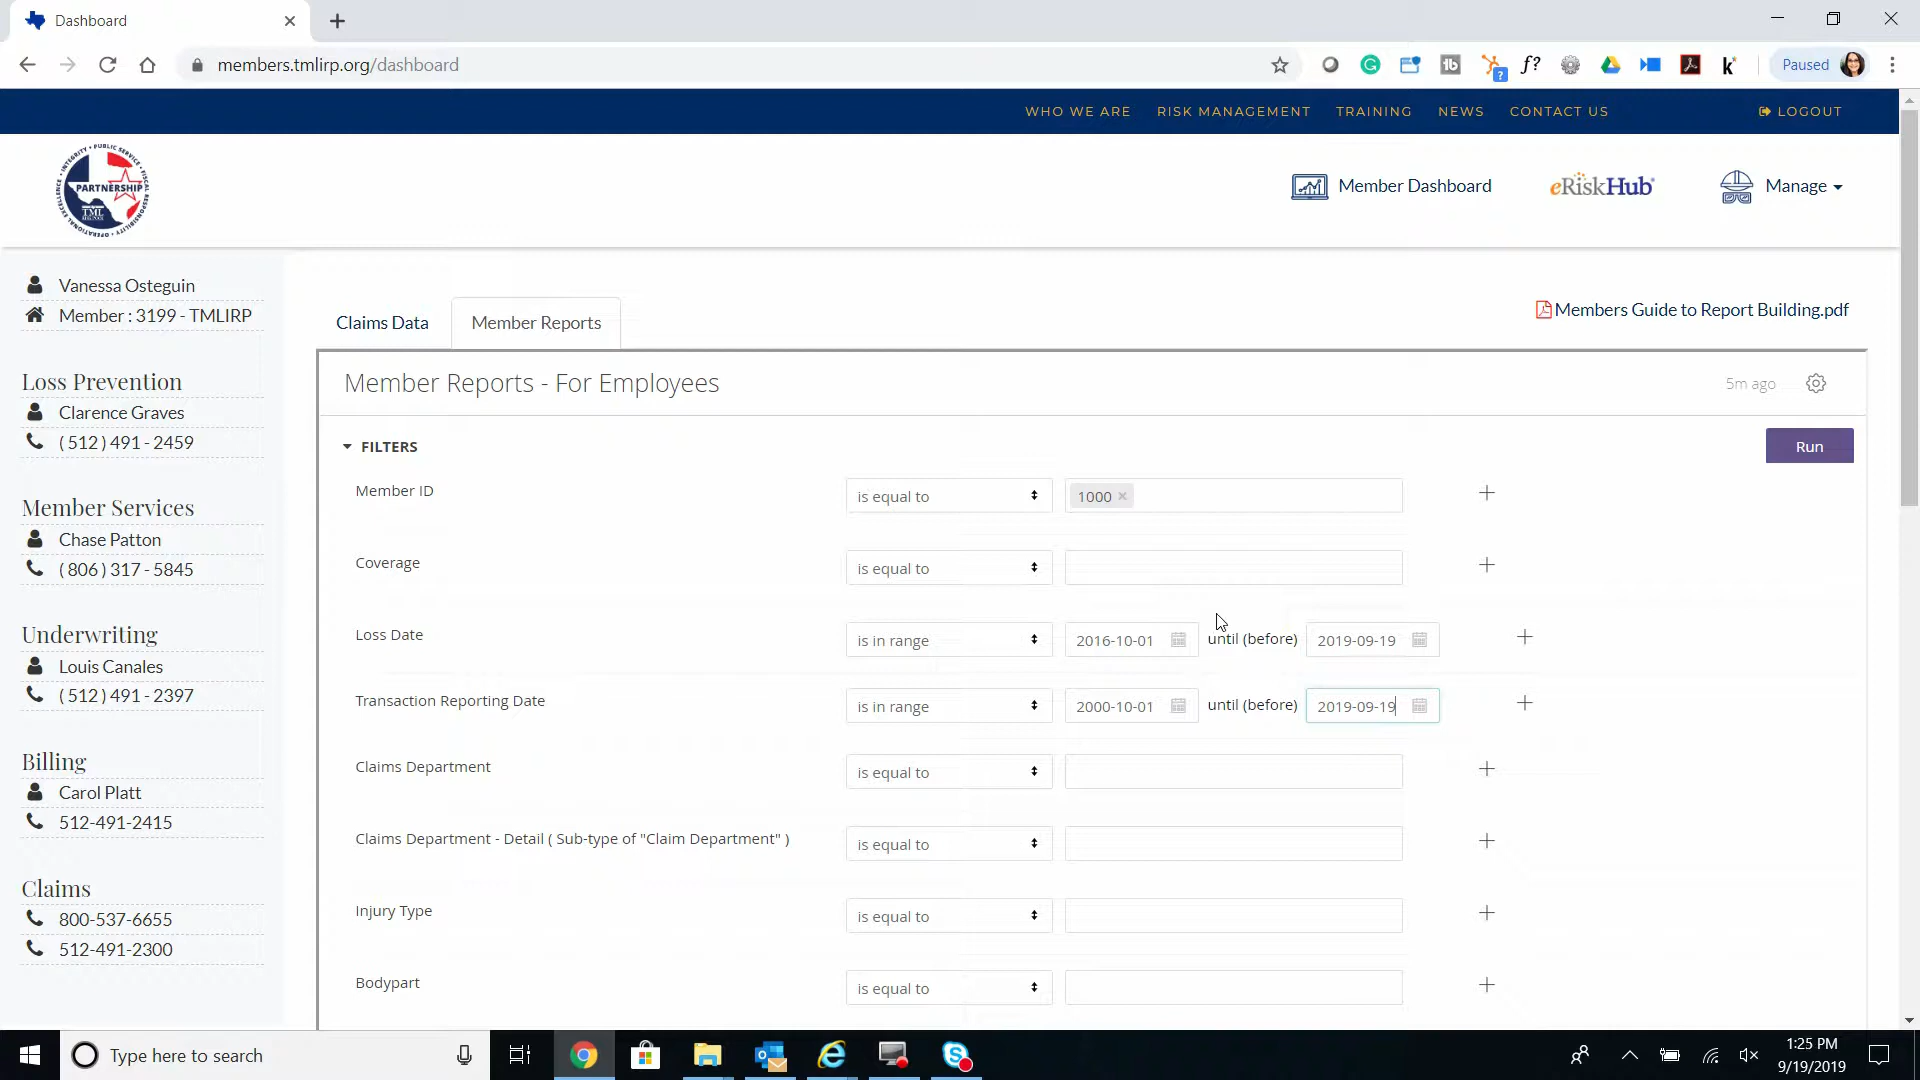 Dashboard
members.tmlirp.org/dashboard
Paused
WHO WE ARE RISK MANAGEMENT TRAINING NEWS CONTACT US LOGOUT
PARTNERSHIP
TML
Member Dashboard eRiskHub Manage
Vanessa Osteguin
Member : 3199 - TMLIRP
Loss Prevention
Clarence Graves
( 512 ) 491 - 2459
Member Services
Chase Patton
( 806 ) 317 - 5845
Underwriting
Louis Canales
( 512 ) 491 - 2397
Billing
Carol Platt
512-491-2415
Claims
800-537-6655
512-491-2300
Claims Data Member Reports
Members Guide to Report Building.pdf
Member Reports - For Employees 5m ago
FILTERS Run
Member ID is equal to 1000 ×
Coverage is equal to
Loss Date is in range 2016-10-01 until (before) 2019-09-19
Transaction Reporting Date is in range 2000-10-01 until (before) 2019-09-19
Claims Department is equal to
Claims Department - Detail ( Sub-type of "Claim Department" ) is equal to
Injury Type is equal to
Bodypart is equal to
Type here to search
1:25 PM
9/19/2019